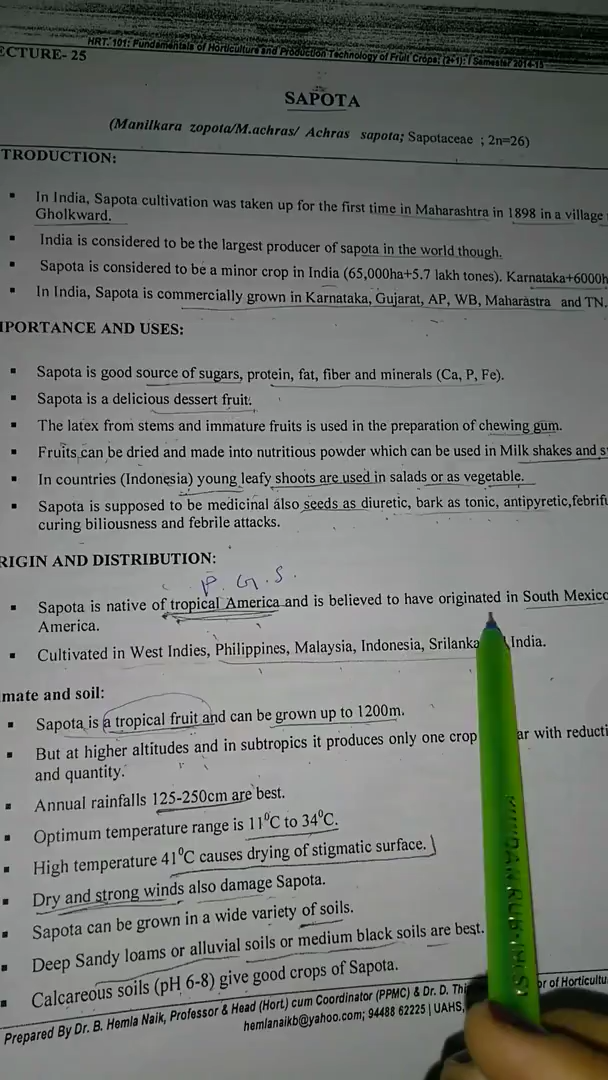 HRT. 101: Fundamentals of Horticulture and Production Technology of Fruit Crops; (2+1): I Semester 2014-15
ECTURE- 25
SAPOTA
(Manilkara zopota/M.achras/ Achras sapota; Sapotaceae ; 2n=26)
TRODUCTION:
▪ In India, Sapota cultivation was taken up for the first time in Maharashtra in 1898 in a village
Gholkward.
▪ India is considered to be the largest producer of sapota in the world though.
▪ Sapota is considered to be a minor crop in India (65,000ha+5.7 lakh tones). Karnataka+6000h
▪ In India, Sapota is commercially grown in Karnataka, Gujarat, AP, WB, Maharastra and TN.
MPORTANCE AND USES:
▪ Sapota is good source of sugars, protein, fat, fiber and minerals (Ca, P, Fe).
▪ Sapota is a delicious dessert fruit.
▪ The latex from stems and immature fruits is used in the preparation of chewing gum.
▪ Fruits can be dried and made into nutritious powder which can be used in Milk shakes and s
▪ In countries (Indonesia) young leafy shoots are used in salads or as vegetable.
▪ Sapota is supposed to be medicinal also seeds as diuretic, bark as tonic, antipyretic,febrifu
curing biliousness and febrile attacks.
RIGIN AND DISTRIBUTION:
P. G. S.
▪ Sapota is native of tropical America and is believed to have originated in South Mexico
America.
▪ Cultivated in West Indies, Philippines, Malaysia, Indonesia, Srilanka India.
mate and soil:
▪ Sapota is a tropical fruit and can be grown up to 1200m.
▪ But at higher altitudes and in subtropics it produces only one crop ar with reducti
and quantity.
▪ Annual rainfalls 125-250cm are best.
▪ Optimum temperature range is 11⁰C to 34⁰C.
▪ High temperature 41⁰C causes drying of stigmatic surface.
▪ Dry and strong winds also damage Sapota.
▪ Sapota can be grown in a wide variety of soils.
▪ Deep Sandy loams or alluvial soils or medium black soils are best.
▪ Calcareous soils (pH 6-8) give good crops of Sapota.
Prepared By Dr. B. Hemla Naik, Professor & Head (Hort.) cum Coordinator (PPMC) & Dr. D. Thi or of Horticultu
hemlanaikb@yahoo.com; 94488 62225 | UAHS,